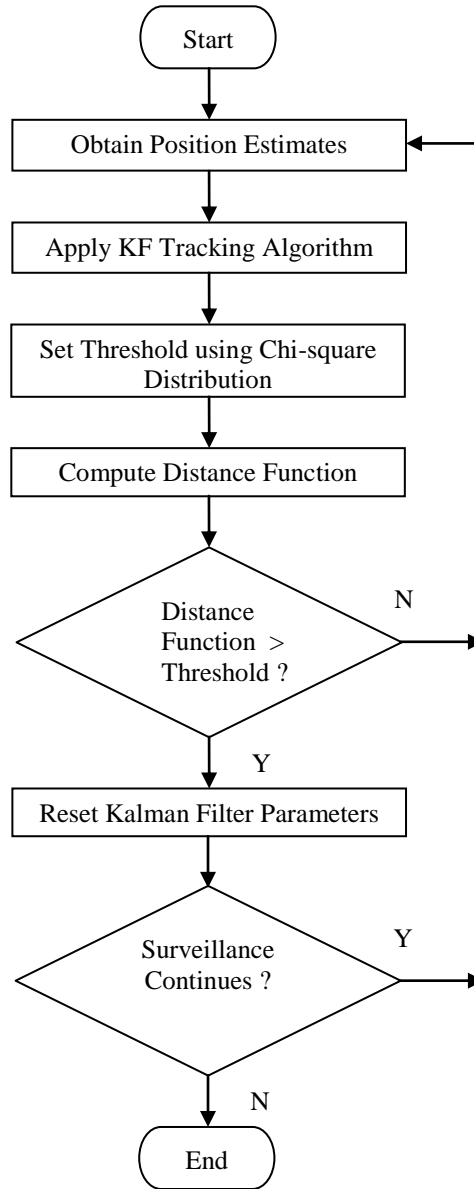 Start
Obtain Position Estimates
Apply KF Tracking Algorithm
Set Threshold using Chi-square
Distribution
Compute Distance Function
Distance
Function >
Threshold ?
N
Y
Reset Kalman Filter Parameters
Surveillance
Continues ?
Y
N
End